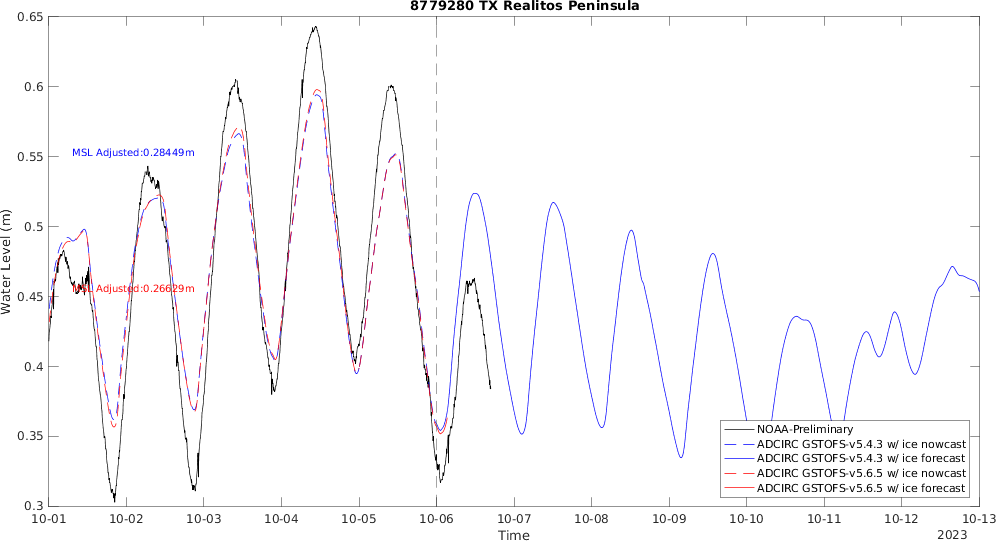 8779280 TX Realitos Peninsula
0.65
0.6
0.55
0.5
0.45
0.4
0.35
0.3
Water Level (m)
MSL Adjusted:0.28449m
Adjusted:0.26629m
NOAA-Preliminary
ADCIRC GSTOFS-v5.4.3 w/ ice nowcast
ADCIRC GSTOFS-v5.4.3 w/ ice forecast
ADCIRC GSTOFS-v5.6.5 w/ ice nowcast
ADCIRC GSTOFS-v5.6.5 w/ ice forecast
10-01 10-02 10-03 10-04 10-05 10-06 10-07 10-08 10-09 10-10 10-11 10-12 10-13
Time
2023